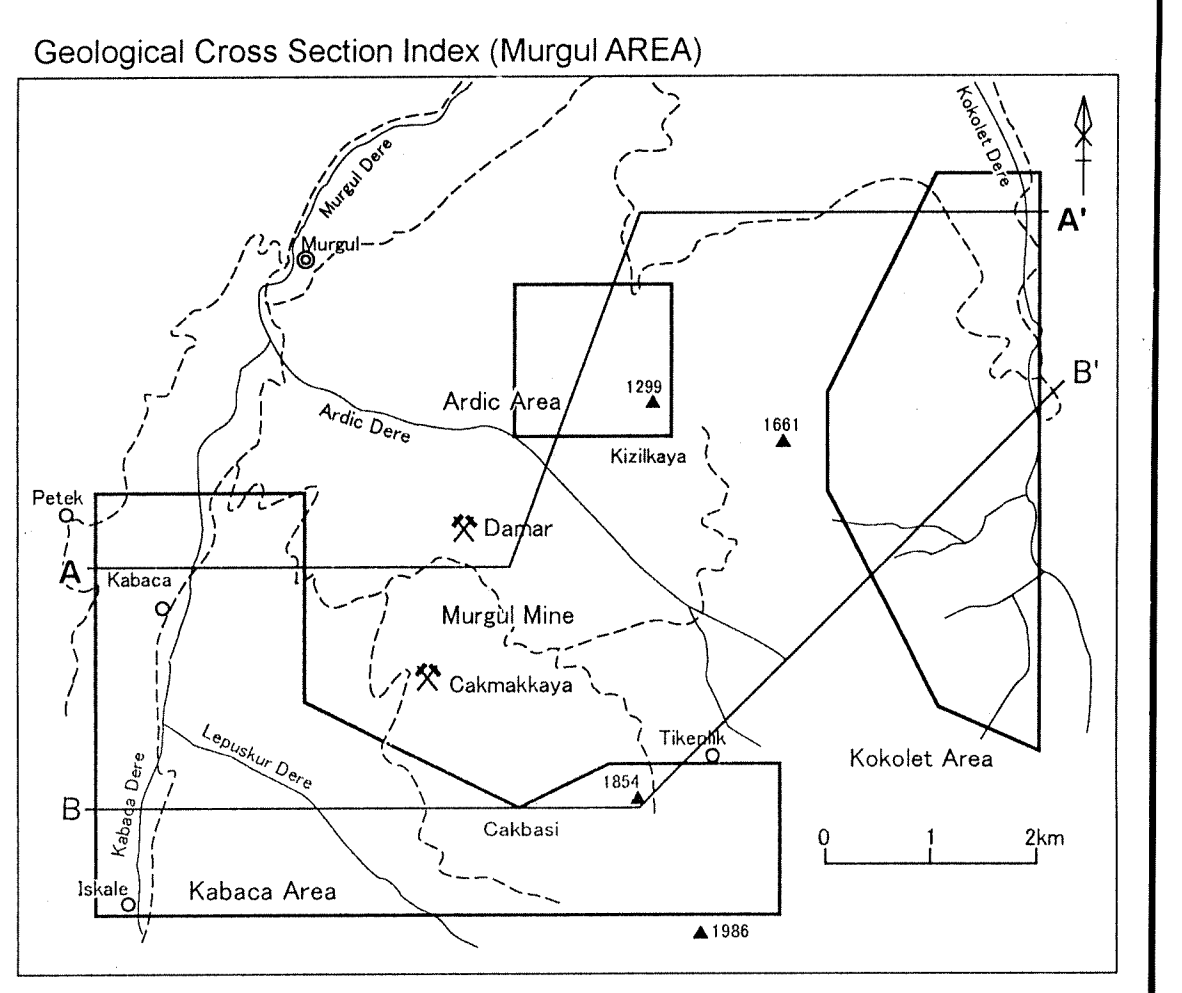 Geological Cross Section Index (Murgul AREA)
Kokolet Dere
Murgul Dere
A'
Murgul
B'
1299
Ardic Area
Ardic Dere
1661
Kizilkaya
Petek
Damar
A
Kabaca
Murgul Mine
Cakmakkaya
Lepuskur Dere
Tikenlik
Kokolet Area
1854
B
Cakbasi
Kabaca Dere
0 1 2km
Iskale
Kabaca Area
1986